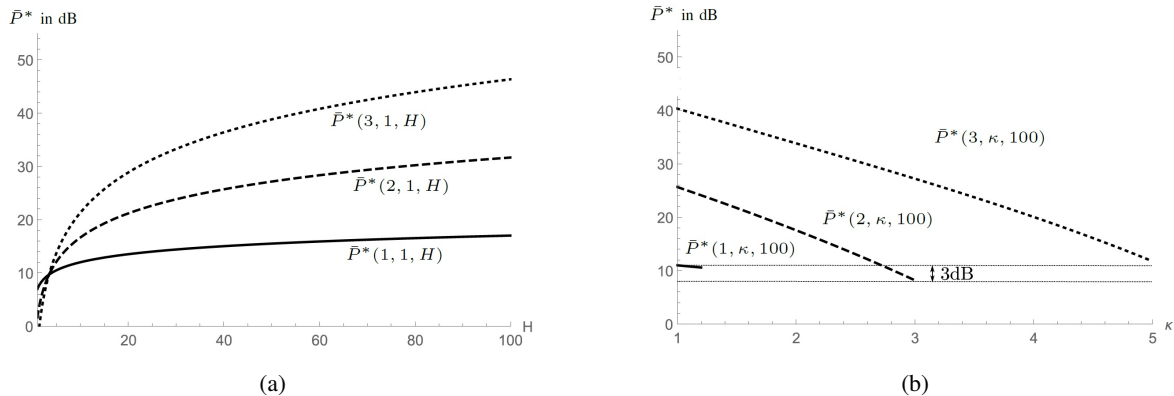 P̄* in dB
50
40
30
20
10
0
20
40
60
80
100
H
P̄*(3, 1, H)
P̄*(2, 1, H)
P̄*(1, 1, H)
(a)
P̄* in dB
50
40
30
20
10
0
1
2
3
4
5
κ
P̄*(3, κ, 100)
P̄*(2, κ, 100)
P̄*(1, κ, 100)
3dB
(b)